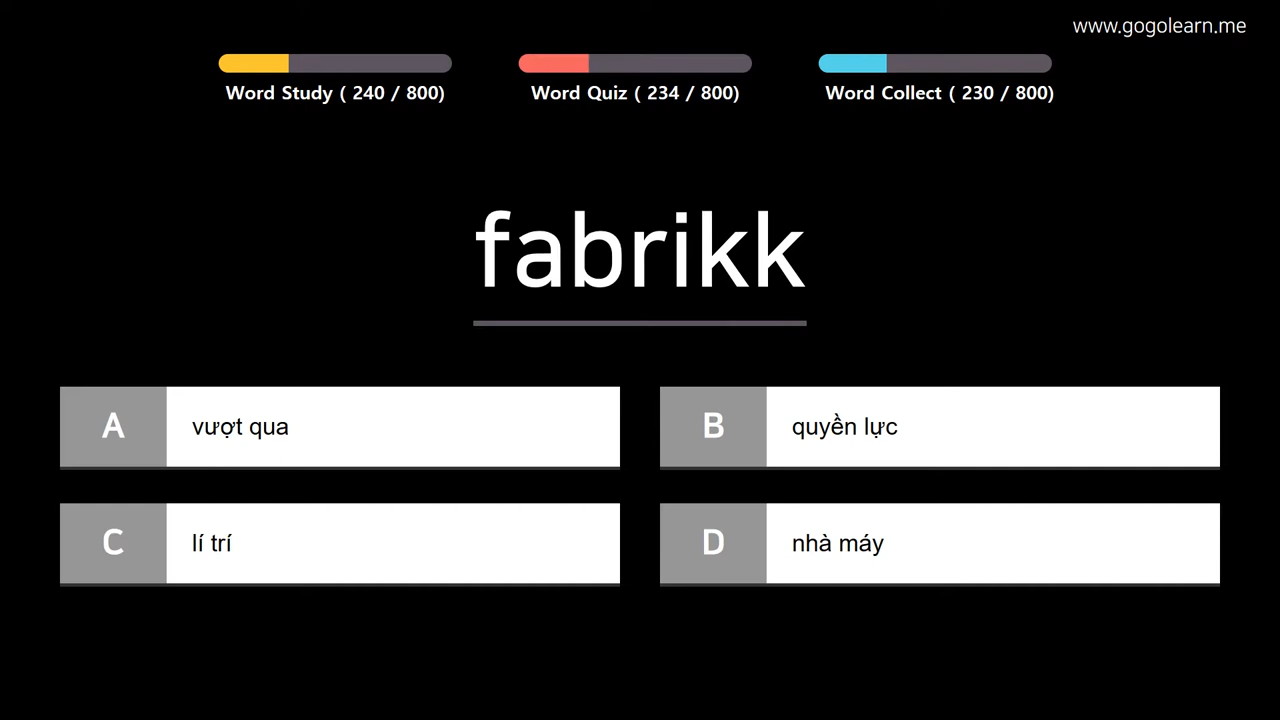 www.gogolearn.me
Word Study ( 240 / 800)
Word Quiz ( 234 / 800)
Word Collect ( 230 / 800)
fabrikk
A
vượt qua
B
quyền lực
C
lí trí
D
nhà máy